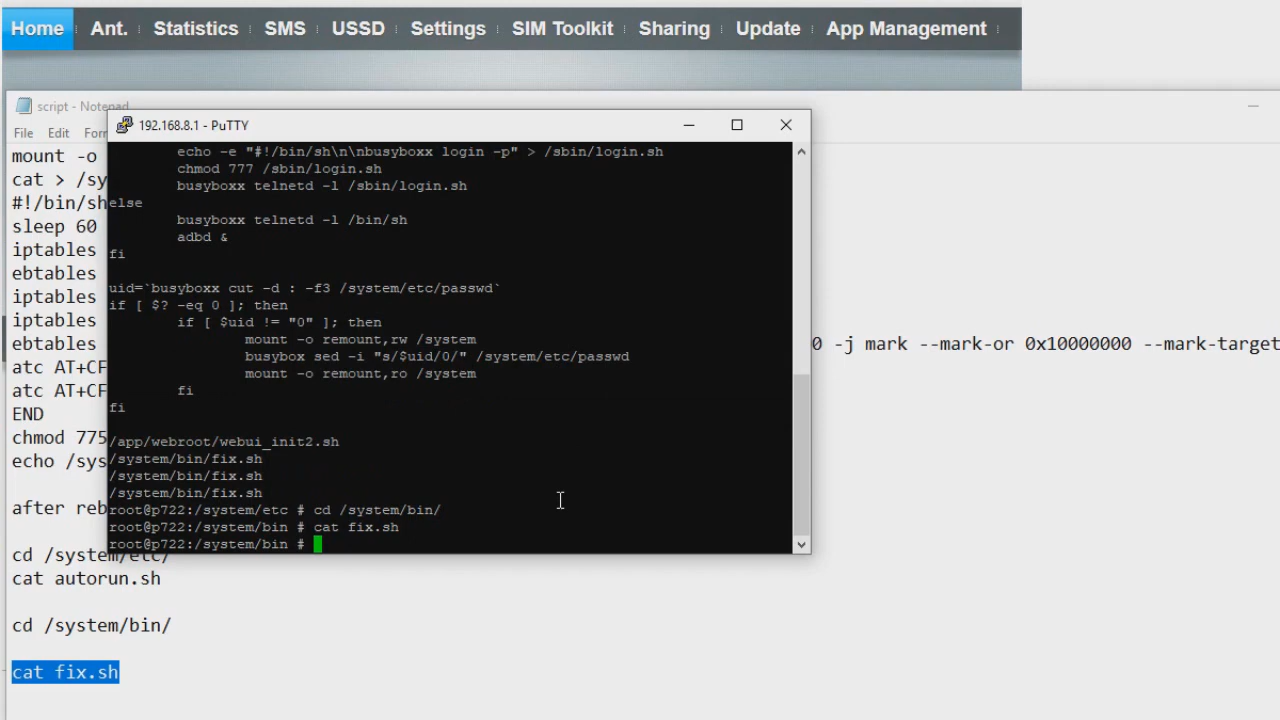 Home Ant. Statistics SMS USSD Settings SIM Toolkit Sharing Update App Management
script - Notepad
File Edit Forn
192.168.8.1 - PuTTY
mount -o
cat > /sy
#!/bin/sh
sleep 60
iptables
ebtables
iptables
iptables
ebtables
0 -j mark --mark-or 0x10000000 --mark-target
atc AT+CF
atc AT+CF
END
chmod 775
echo /sys
after reb
cd /system/etc/
cat autorun.sh
cd /system/bin/
cat fix.sh
echo -e "#!/bin/sh\n\nbusyboxx login -p" > /sbin/login.sh
chmod 777 /sbin/login.sh
busyboxx telnetd -l /sbin/login.sh
else
busyboxx telnetd -l /bin/sh
adbd &
fi
uid=`busyboxx cut -d : -f3 /system/etc/passwd`
if [ $? -eq 0 ]; then
if [ $uid != "0" ]; then
mount -o remount,rw /system
busybox sed -i "s/$uid/0/" /system/etc/passwd
mount -o remount,ro /system
fi
fi
/app/webroot/webui_init2.sh
/system/bin/fix.sh
/system/bin/fix.sh
/system/bin/fix.sh
root@p722:/system/etc # cd /system/bin/
root@p722:/system/bin # cat fix.sh
root@p722:/system/bin #